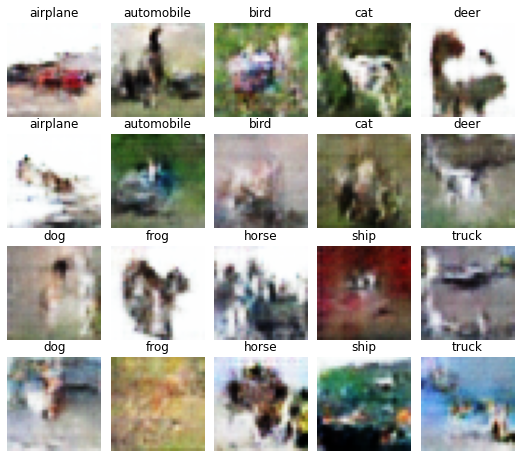 airplane automobile bird cat deer
airplane automobile bird cat deer
dog frog horse ship truck
dog frog horse ship truck